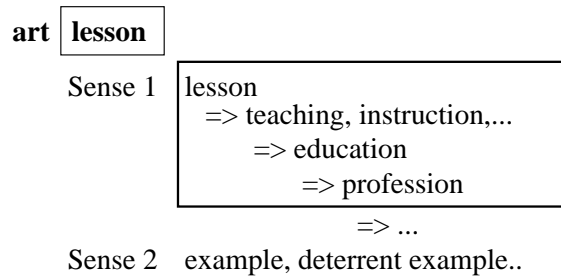 art lesson
Sense 1 lesson
=> teaching, instruction,...
=> education
=> profession
=> ...
Sense 2 example, deterrent example..